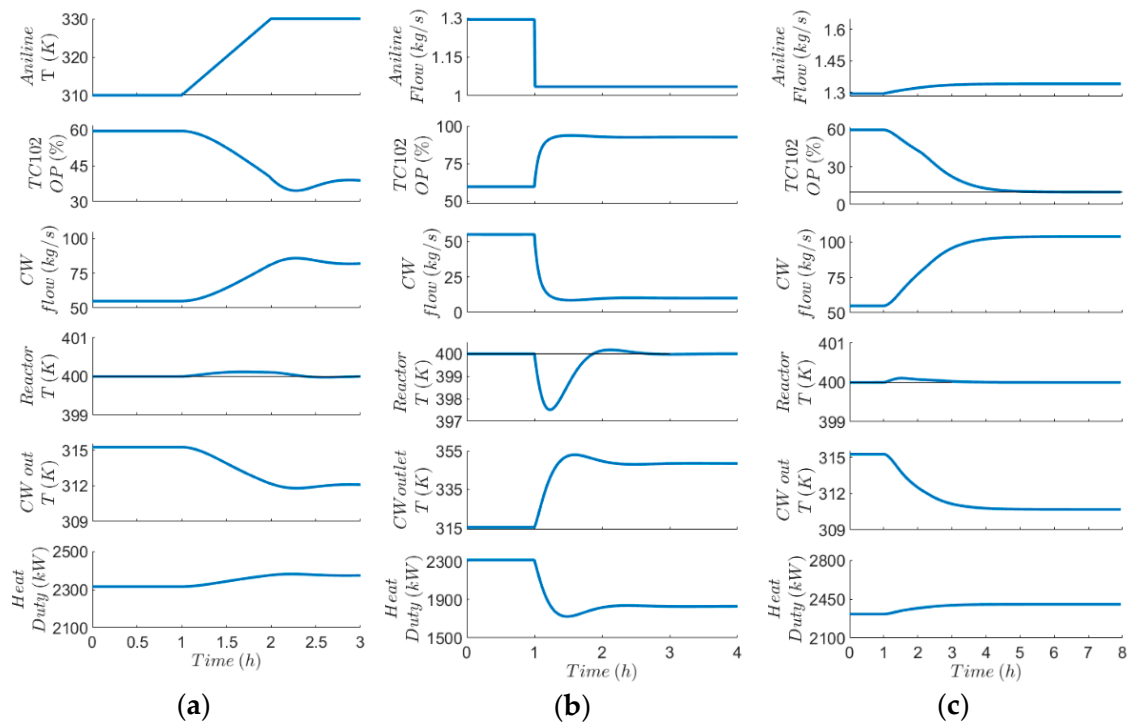 Aniline
T (K)
330
310
TC102
OP (%)
60
45
30
CW
flow (kg/s)
100
75
50
Reactor
T (K)
401
400
399
CW out
T (K)
315
312
309
Heat
Duty (kW)
2500
2300
2100
0 0.5 1 1.5 2 2.5 3
Time (h)
(a)
Aniline
Flow (kg/s)
1.3
1.15
1
TC102
OP (%)
100
75
50
CW
flow (kg/s)
50
25
0
Reactor
T (K)
400
399
398
397
CW outlet
T (K)
355
335
315
Heat
Duty (kW)
2300
1900
1500
0 1 2 3 4
Time (h)
(b)
Aniline
Flow (kg/s)
1.6
1.45
1.3
TC102
OP (%)
60
30
0
CW
flow (kg/s)
100
75
50
Reactor
T (K)
401
400
399
CW out
T (K)
315
312
309
Heat
Duty (kW)
2800
2450
2100
0 1 2 3 4 5 6 7 8
Time (h)
(c)